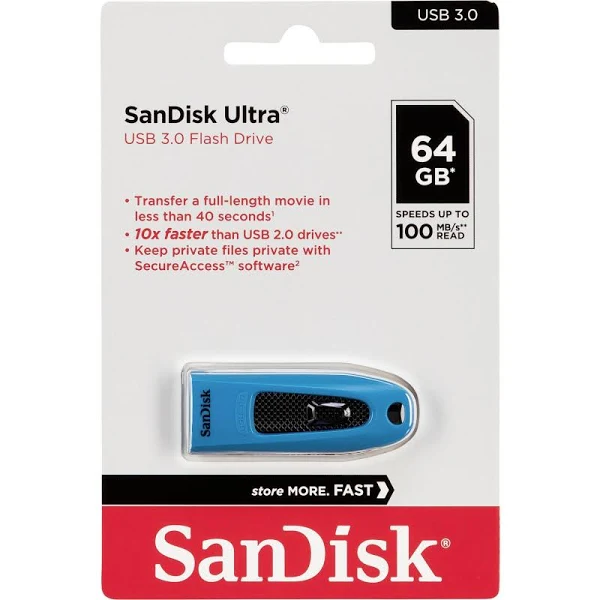 USB 3.0
SanDisk Ultra®
USB 3.0 Flash Drive
64
GB*
SPEEDS UP TO
100 MB/s** READ
• Transfer a full-length movie in
less than 40 seconds¹
• 10x faster than USB 2.0 drives**
• Keep private files private with
SecureAccess™ software²
SanDisk
store MORE. FAST
SanDisk®